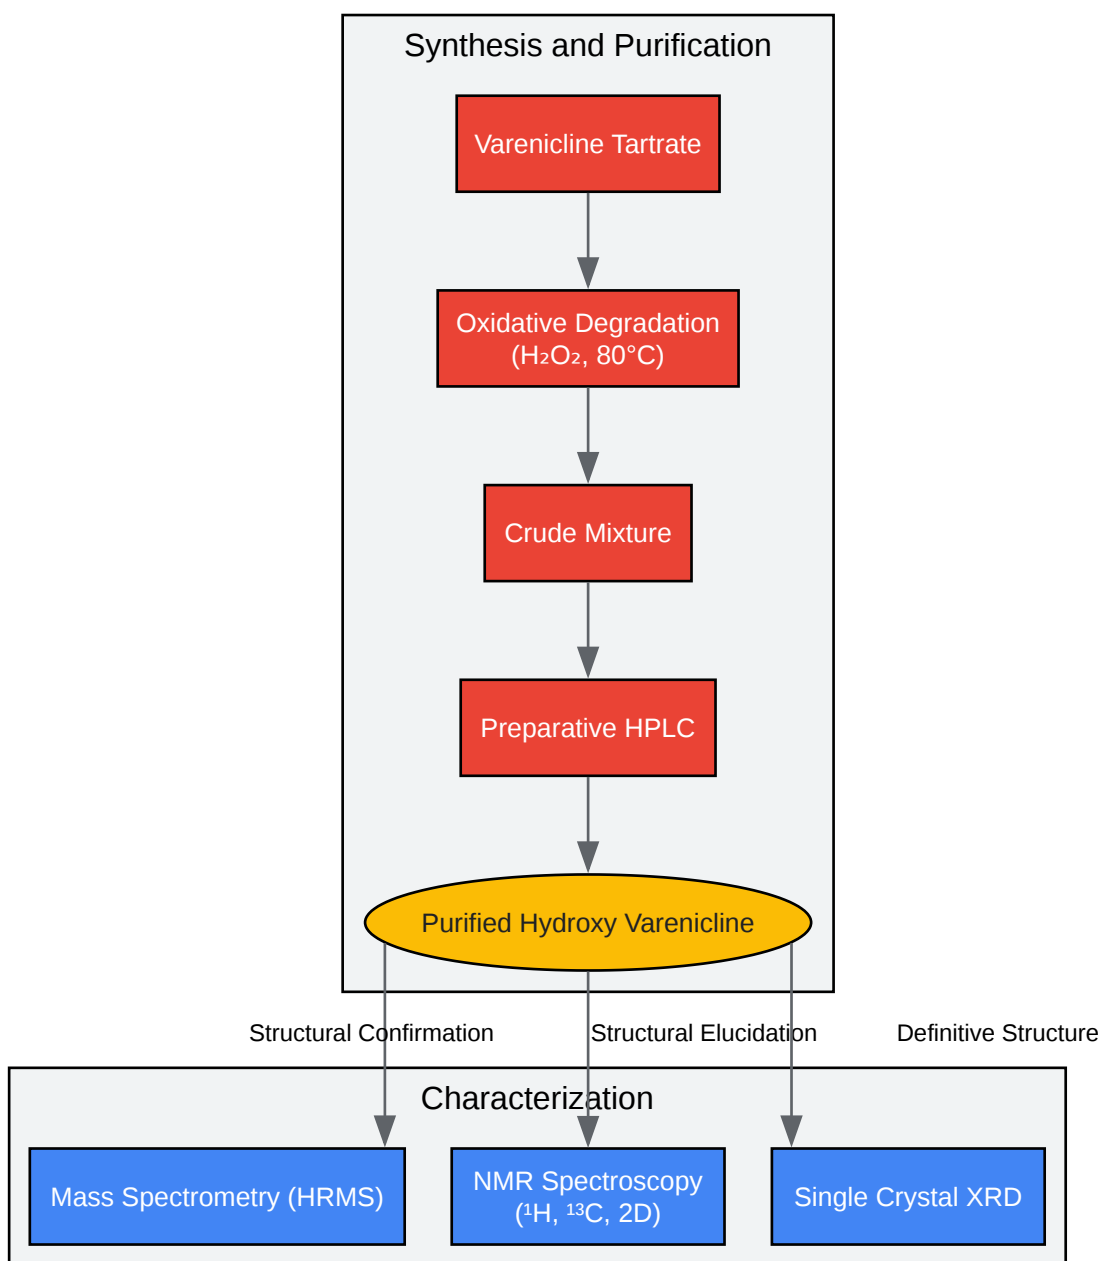 Synthesis and Purification
Varenicline Tartrate
Oxidative Degradation
(H₂O₂, 80°C)
Crude Mixture
Preparative HPLC
Purified Hydroxy Varenicline
Structural Confirmation
Structural Elucidation
Definitive Structure
Characterization
Mass Spectrometry (HRMS)
NMR Spectroscopy
(¹H, ¹³C, 2D)
Single Crystal XRD